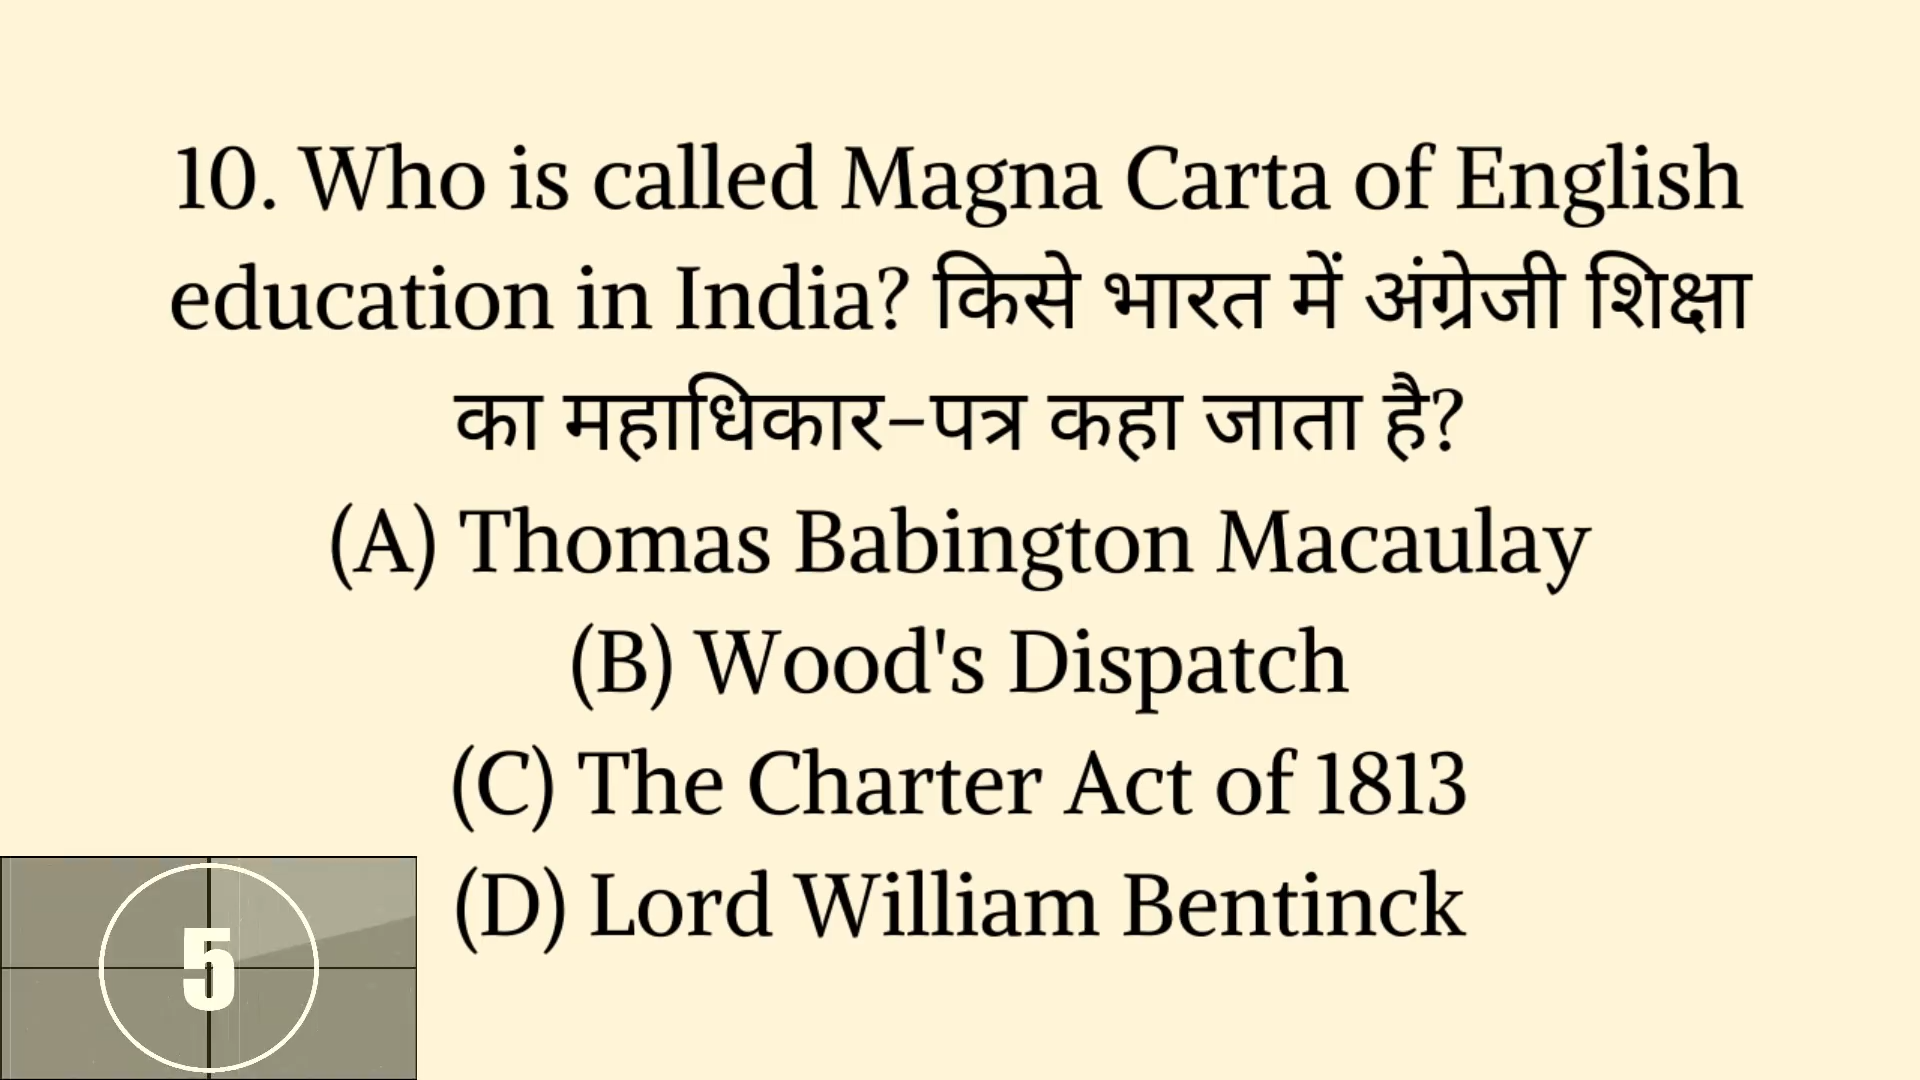 10. Who is called Magna Carta of English
education in India? किसे भारत में अंग्रेजी शिक्षा
का महाधिकार-पत्र कहा जाता है?
(A) Thomas Babington Macaulay
(B) Wood's Dispatch
(C) The Charter Act of 1813
(D) Lord William Bentinck
5